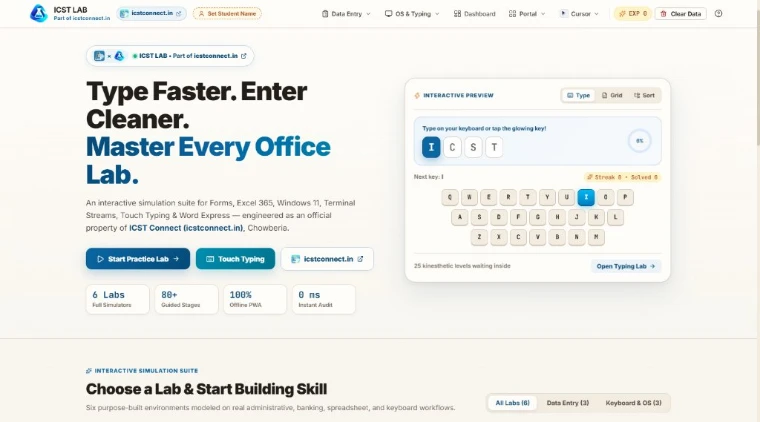 ICST LAB
Part of icstconnect.in
icstconnect.in
Set Student Name
Data Entry
OS & Typing
Dashboard
Portal
Cursor
EXP 0
Clear Data
ICST LAB • Part of icstconnect.in
Type Faster. Enter
Cleaner.
Master Every Office
Lab.
An interactive simulation suite for Forms, Excel 365, Windows 11, Terminal
Streams, Touch Typing & Word Express — engineered as an official
property of ICST Connect (icstconnect.in), Chowberia.
Start Practice Lab →
Touch Typing
icstconnect.in
6 Labs
Full Simulators
80+
Guided Stages
100%
Offline PWA
0 ms
Instant Audit
INTERACTIVE PREVIEW
Type
Grid
Sort
Type on your keyboard or tap the glowing key!
I C S T
0%
Next key: I
Streak 0 • Solved 0
Q W E R T Y U I O P
A S D F G H J K L
Z X C V B N M
25 kinesthetic levels waiting inside
Open Typing Lab →
INTERACTIVE SIMULATION SUITE
Choose a Lab & Start Building Skill
Six purpose-built environments modeled on real administrative, banking, spreadsheet, and keyboard workflows.
All Labs (6)
Data Entry (3)
Keyboard & OS (3)